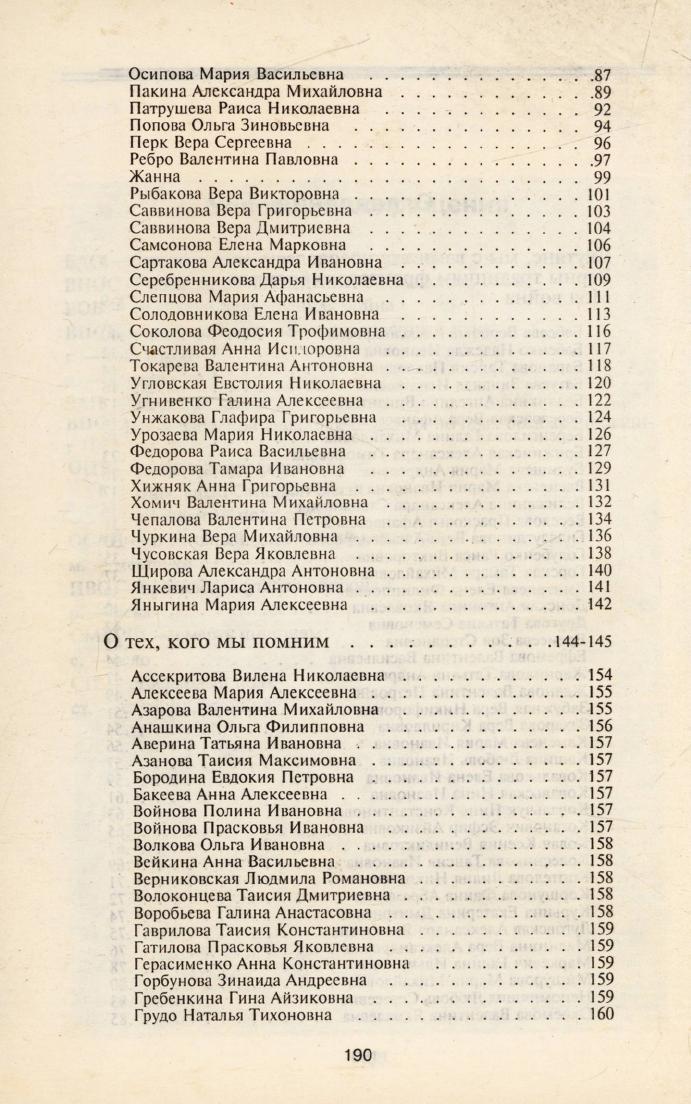 Осипова Мария Васильевна . . . . . . . . . . . . . . .87
Пакина Александра Михайловна . . . . . . . . . . . . .89
Патрушева Раиса Николаевна . . . . . . . . . . . . . . 92
Попова Ольга Зиновьевна . . . . . . . . . . . . . . . 94
Перк Вера Сергеевна . . . . . . . . . . . . . . . . . . 96
Ребро Валентина Павловна . . . . . . . . . . . . . . .97
Жанна . . . . . . . . . . . . . . . . . . . . . . . . 99
Рыбакова Вера Викторовна . . . . . . . . . . . . . . 101
Саввинова Вера Григорьевна . . . . . . . . . . . . . 103
Саввинова Вера Дмитриевна . . . . . . . . . . . . . 104
Самсонова Елена Марковна . . . . . . . . . . . . . 106
Сартакова Александра Ивановна . . . . . . . . . . . 107
Серебренникова Дарья Николаевна . . . . . . . . . . . 109
Слепцова Мария Афанасьевна . . . . . . . . . . . . 111
Солодовникова Елена Ивановна . . . . . . . . . . . 113
Соколова Феодосия Трофимовна . . . . . . . . . . . 116
Счастливая Анна Исидоровна . . . . . . . . . . . . 117
Токарева Валентина Антоновна . . . . . . . . . . . . 118
Угловская Евстолия Николаевна . . . . . . . . . . . 120
Угнивенко Галина Алексеевна . . . . . . . . . . . . 122
Унжакова Глафира Григорьевна . . . . . . . . . . . 124
Урозаева Мария Николаевна . . . . . . . . . . . . . 126
Федорова Раиса Васильевна . . . . . . . . . . . . . 127
Федорова Тамара Ивановна . . . . . . . . . . . . . 129
Хижняк Анна Григорьевна . . . . . . . . . . . . . . 131
Хомич Валентина Михайловна . . . . . . . . . . . . . 132
Чепалова Валентина Петровна . . . . . . . . . . . . 134
Чуркина Вера Михайловна . . . . . . . . . . . . . . 136
Чусовская Вера Яковлевна . . . . . . . . . . . . . . 138
Щирова Александра Антоновна . . . . . . . . . . . . 140
Янкевич Лариса Антоновна . . . . . . . . . . . . . . 141
Яныгина Мария Алексеевна . . . . . . . . . . . . . 142
О тех, кого мы помним . . . . . . . . . . .144-145
Ассекритова Вилена Николаевна . . . . . . . . . . . 154
Алексеева Мария Алексеевна . . . . . . . . . . . . . 155
Азарова Валентина Михайловна . . . . . . . . . . . 155
Анашкина Ольга Филипповна . . . . . . . . . . . . 156
Аверина Татьяна Ивановна . . . . . . . . . . . . . . 157
Азанова Таисия Максимовна . . . . . . . . . . . . . 157
Бородина Евдокия Петровна . . . . . . . . . . . . . 157
Бакеева Анна Алексеевна . . . . . . . . . . . . . . . 157
Войнова Полина Ивановна . . . . . . . . . . . . . . 157
Войнова Прасковья Ивановна . . . . . . . . . . . . 157
Волкова Ольга Ивановна . . . . . . . . . . . . . . . 158
Вейкина Анна Васильевна . . . . . . . . . . . . . . . 158
Верниковская Людмила Романовна . . . . . . . . . . . 158
Волоконцева Таисия Дмитриевна . . . . . . . . . . . 158
Воробьева Галина Анастасовна . . . . . . . . . . . . 158
Гаврилова Таисия Константиновна . . . . . . . . . . . 159
Гатилова Прасковья Яковлевна . . . . . . . . . . . . 159
Герасименко Анна Константиновна . . . . . . . . . . 159
Горбунова Зинаида Андреевна . . . . . . . . . . . . 159
Гребенкина Гина Айзиковна . . . . . . . . . . . . . 159
Грудо Наталья Тихоновна . . . . . . . . . . . . . . 160
190